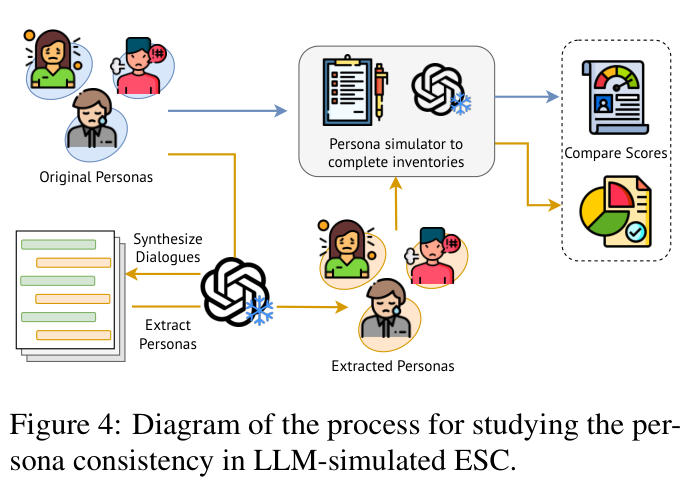 Original Personas
Persona simulator to
complete inventories
Compare Scores
Synthesize
Dialogues
Extract
Personas
Extracted Personas
!#
!#
Figure 4: Diagram of the process for studying the per-
sona consistency in LLM-simulated ESC.